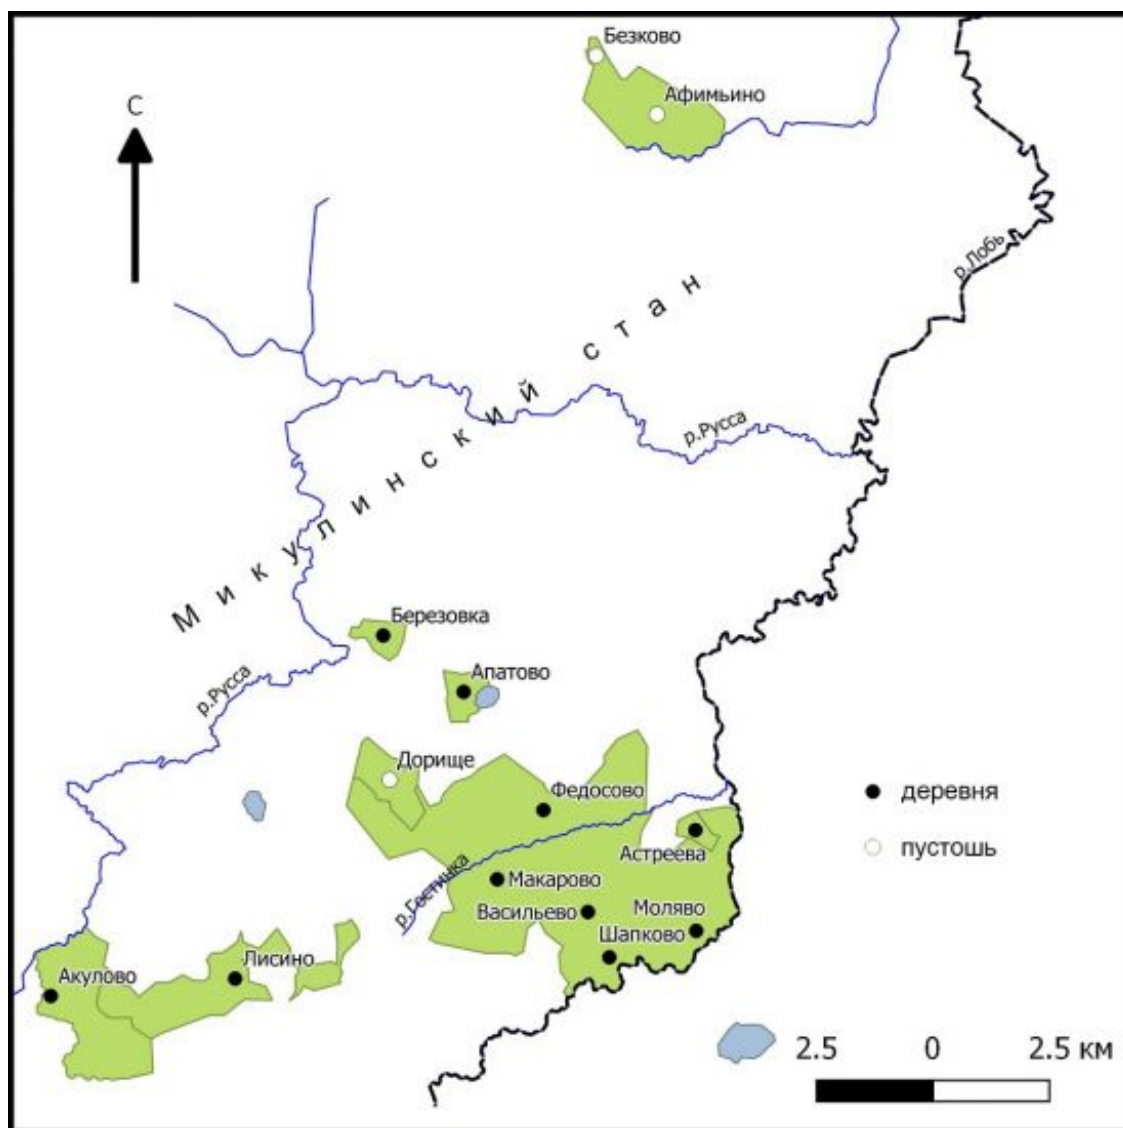 Безково
Афимьино
С
р.Лобь
Микулинский стан
р.Русса
Березовка
р.Русса
Апатово
Дорище
Федосово
деревня
Астреева
пустошь
р.Гостинка
Макарово
Васильево
Моляво
Шапково
Лисино
Акулово
2.5 0 2.5 км